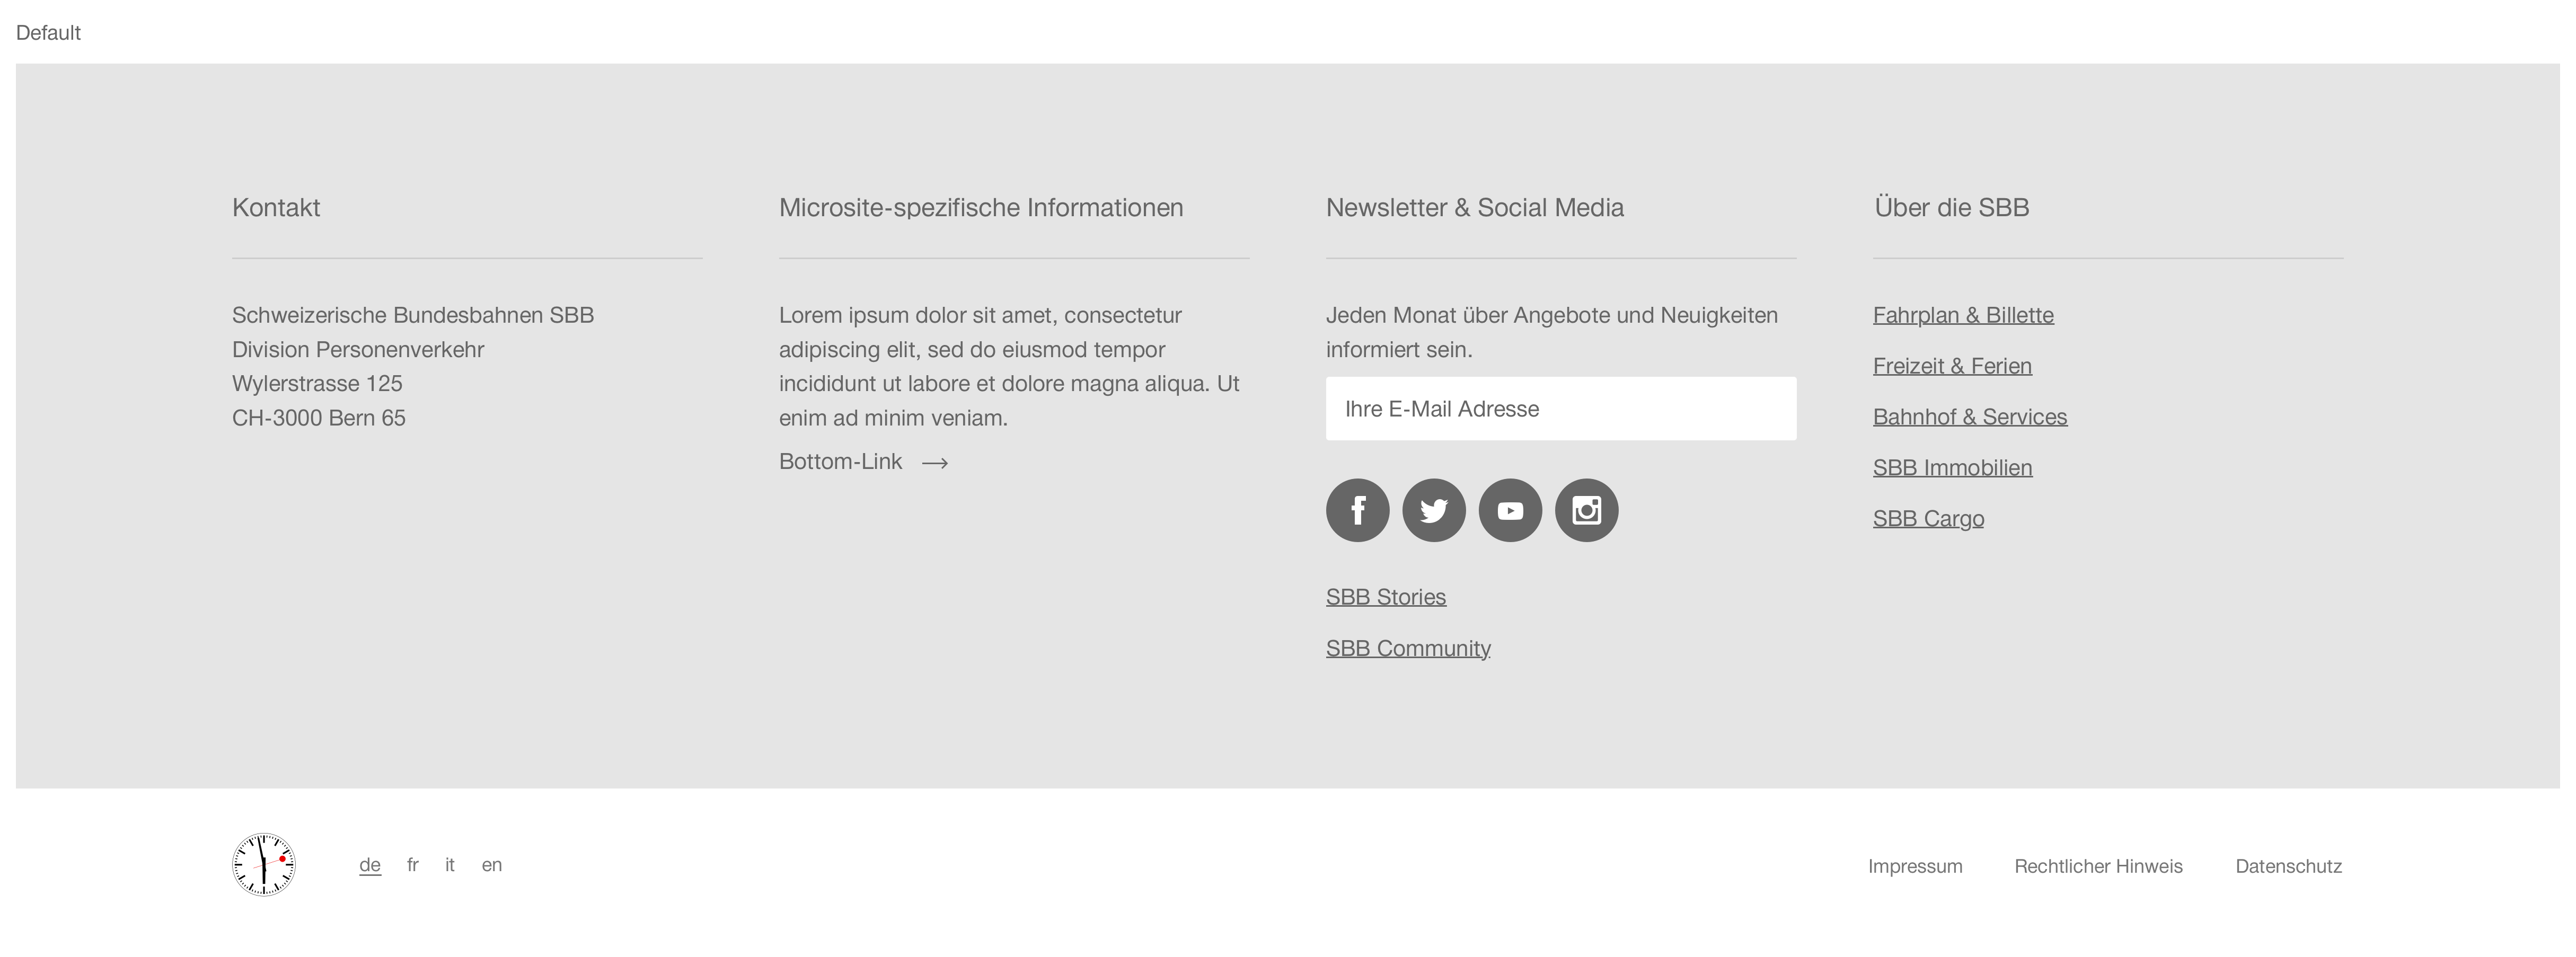 Default
Kontakt
Schweizerische Bundesbahnen SBB
Division Personenverkehr
Wylerstrasse 125
CH-3000 Bern 65
Microsite-spezifische Informationen
Lorem ipsum dolor sit amet, consectetur
adipiscing elit, sed do eiusmod tempor
incididunt ut labore et dolore magna aliqua. Ut
enim ad minim veniam.
Bottom-Link
Newsletter & Social Media
Jeden Monat über Angebote und Neuigkeiten
informiert sein.
Ihre E-Mail Adresse
SBB Stories
SBB Community
Über die SBB
Fahrplan & Billette
Freizeit & Ferien
Bahnhof & Services
SBB Immobilien
SBB Cargo
de fr it en
Impressum Rechtlicher Hinweis Datenschutz